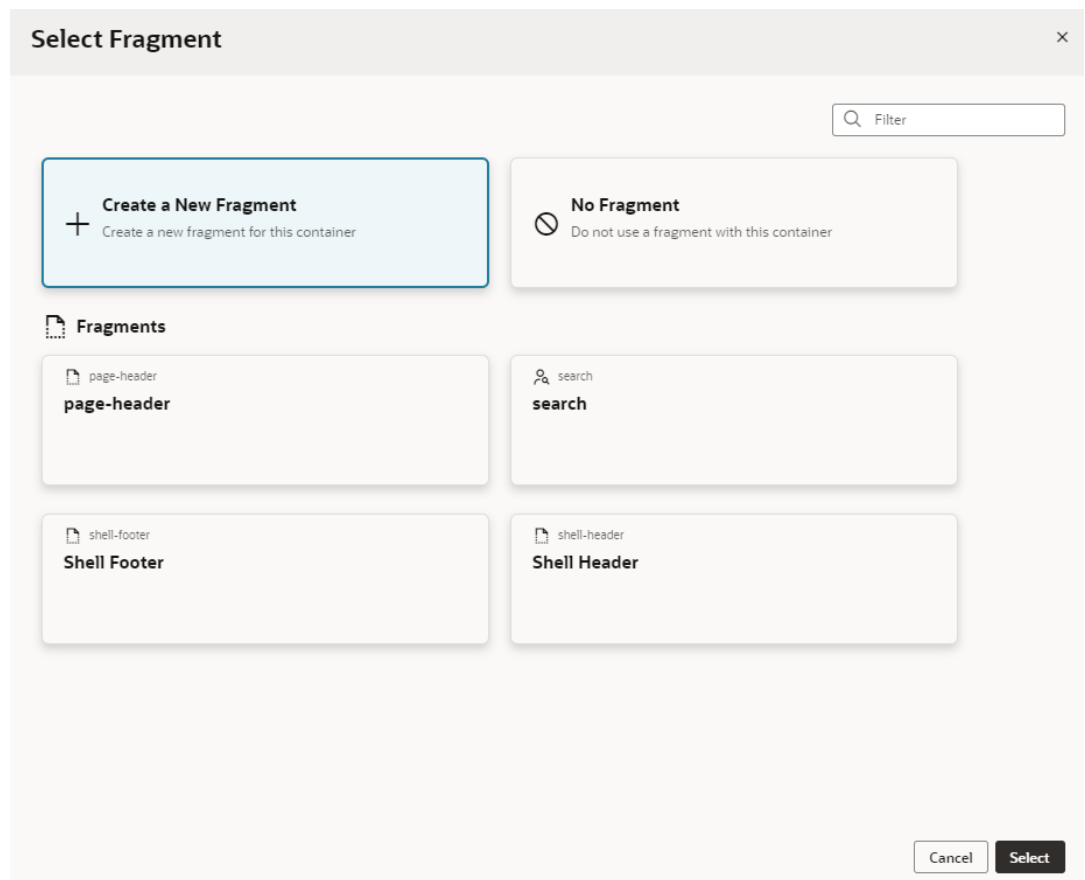 Select Fragment
Filter
Create a New Fragment
Create a new fragment for this container
No Fragment
Do not use a fragment with this container
Fragments
page-header
page-header
search
search
shell-footer
Shell Footer
shell-header
Shell Header
Cancel
Select